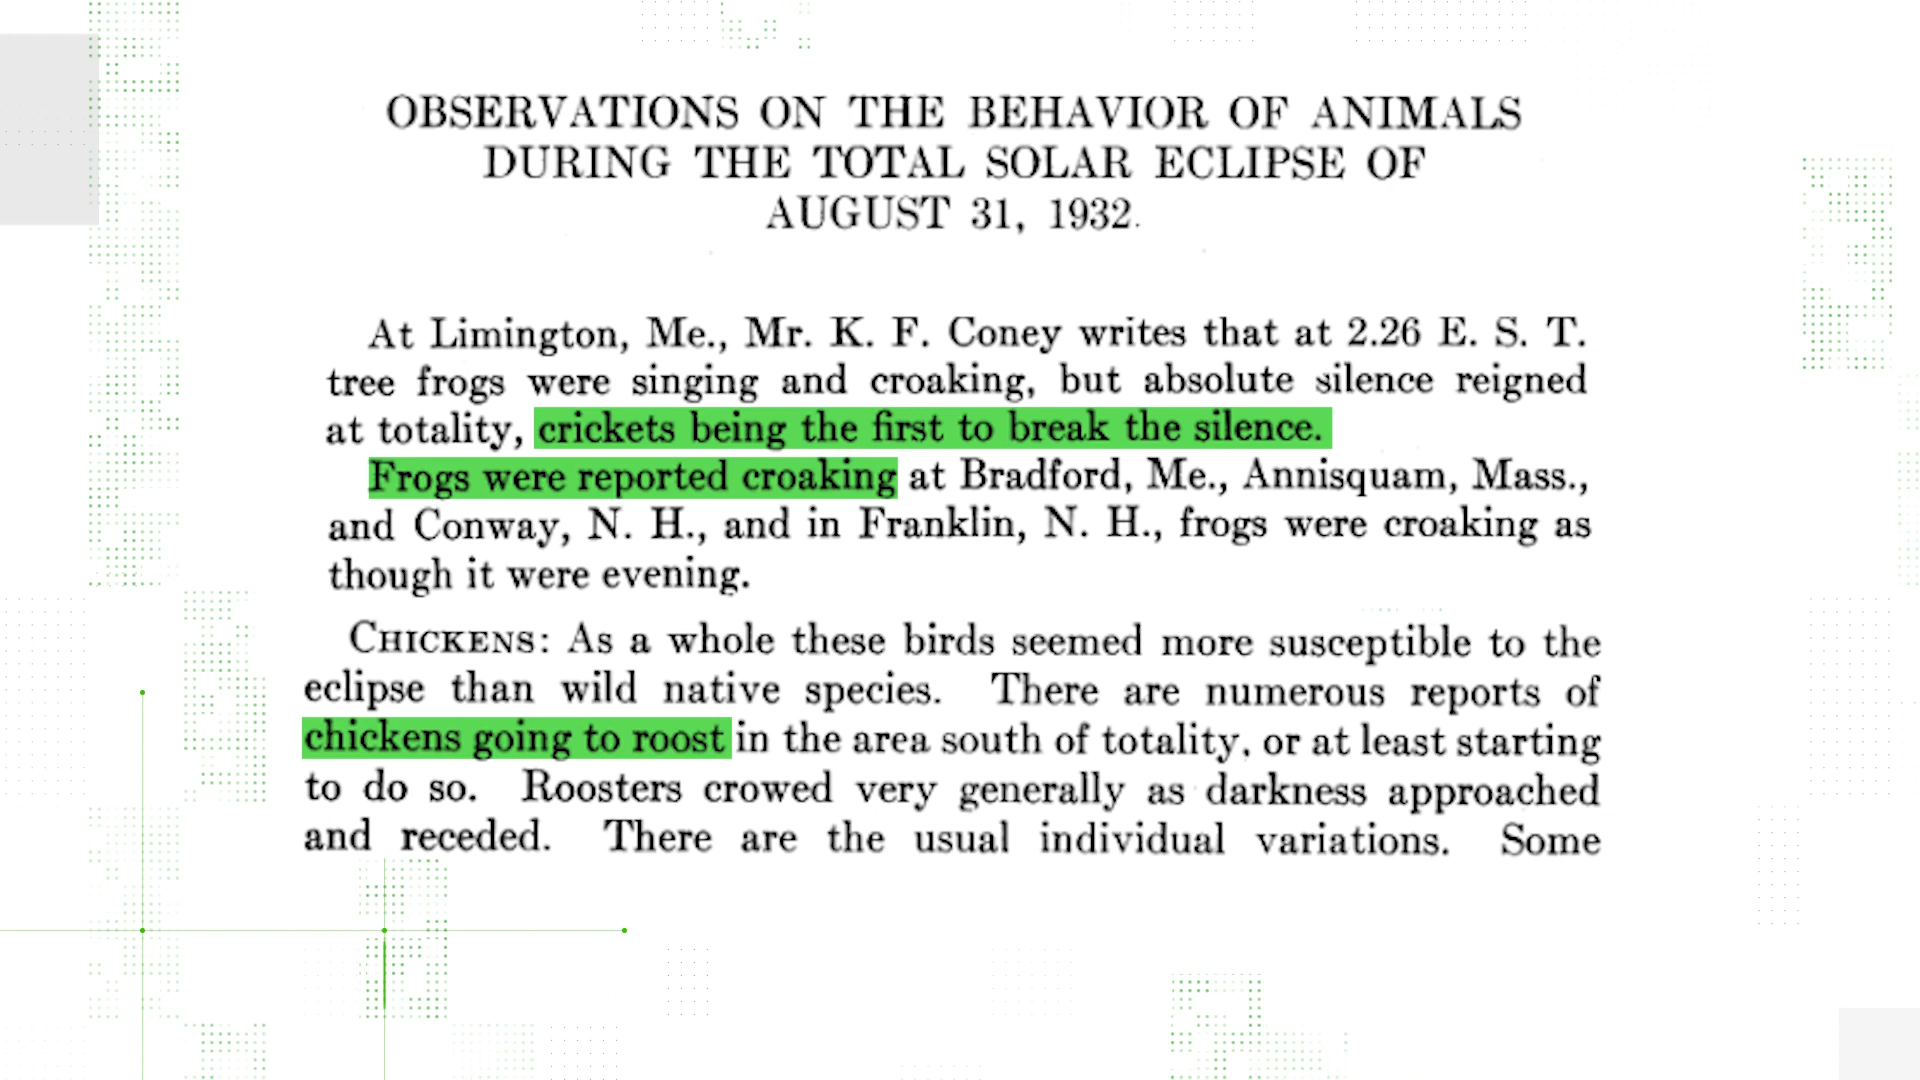 OBSERVATIONS ON THE BEHAVIOR OF ANIMALS
DURING THE TOTAL SOLAR ECLIPSE OF
AUGUST 31, 1932.
At Limington, Me., Mr. K. F. Coney writes that at 2.26 E. S. T.
tree frogs were singing and croaking, but absolute silence reigned
at totality, crickets being the first to break the silence.
Frogs were reported croaking at Bradford, Me., Annisquam, Mass.,
and Conway, N. H., and in Franklin, N. H., frogs were croaking as
though it were evening.
CHICKENS: As a whole these birds seemed more susceptible to the
eclipse than wild native species. There are numerous reports of
chickens going to roost in the area south of totality, or at least starting
to do so. Roosters crowed very generally as darkness approached
and receded. There are the usual individual variations. Some